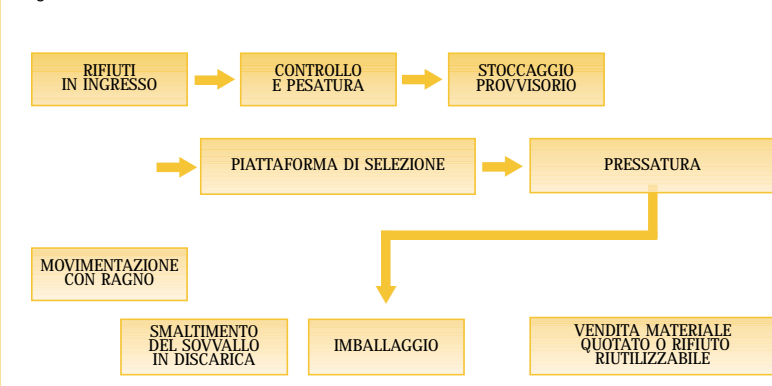 RIFIUTI
IN INGRESSO
CONTROLLO
E PESATURA
STOCCAGGIO
PROVVISORIO
PIATTAFORMA DI SELEZIONE
PRESSATURA
MOVIMENTAZIONE
CON RAGNO
SMALTIMENTO
DEL SOVVALLO
IN DISCARICA
IMBALLAGGIO
VENDITA MATERIALE
QUOTATO O RIFIUTO
RIUTILIZZABILE